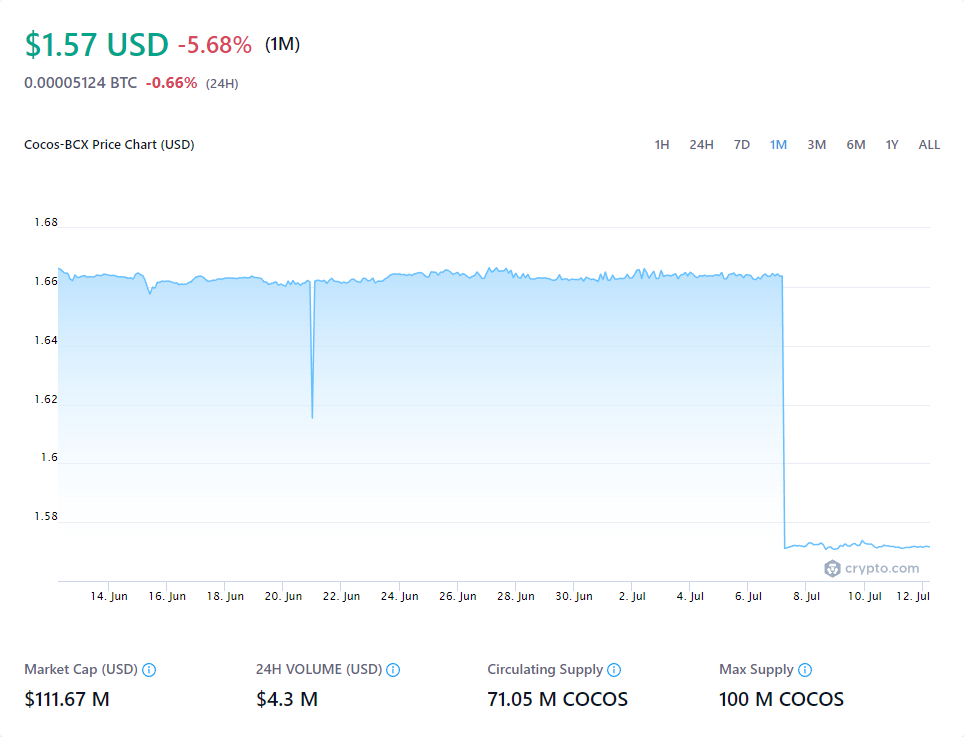 $1.57 USD -5.68% (1M)
0.00005124 BTC -0.66% (24H)
Cocos-BCX Price Chart (USD)
1H 24H 7D 1M 3M 6M 1Y ALL
1.68
1.66
1.64
1.62
1.6
1.58
crypto.com
14. Jun 16. Jun 18. Jun 20. Jun 22. Jun 24. Jun 26. Jun 28. Jun 30. Jun 2. Jul 4. Jul 6. Jul 8. Jul 10. Jul 12. Jul
Market Cap (USD) 24H VOLUME (USD) Circulating Supply Max Supply
$111.67 M $4.3 M 71.05 M COCOS 100 M COCOS